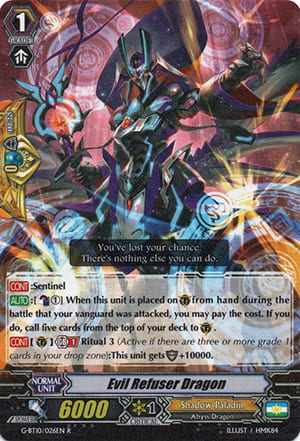 1
GRADE
You've lost your chance.
There's nothing else you can do.
CONT :Sentinel
AUTO :[ ① ] When this unit is placed on from hand during the
battle that your vanguard was attacked, you may pay the cost. If you
do, call five cards from the top of your deck to .
CONT [ GB 1 ] Ritual 3 (Active if there are three or more grade 1
cards in your drop zone):This unit gets +10000.
NORMAL
UNIT
Evil Refuser Dragon
6000
1
CRITICAL
Shadow Paladin
Abyss Dragon
G-BT10/026EN R
ILLUST / HMK84